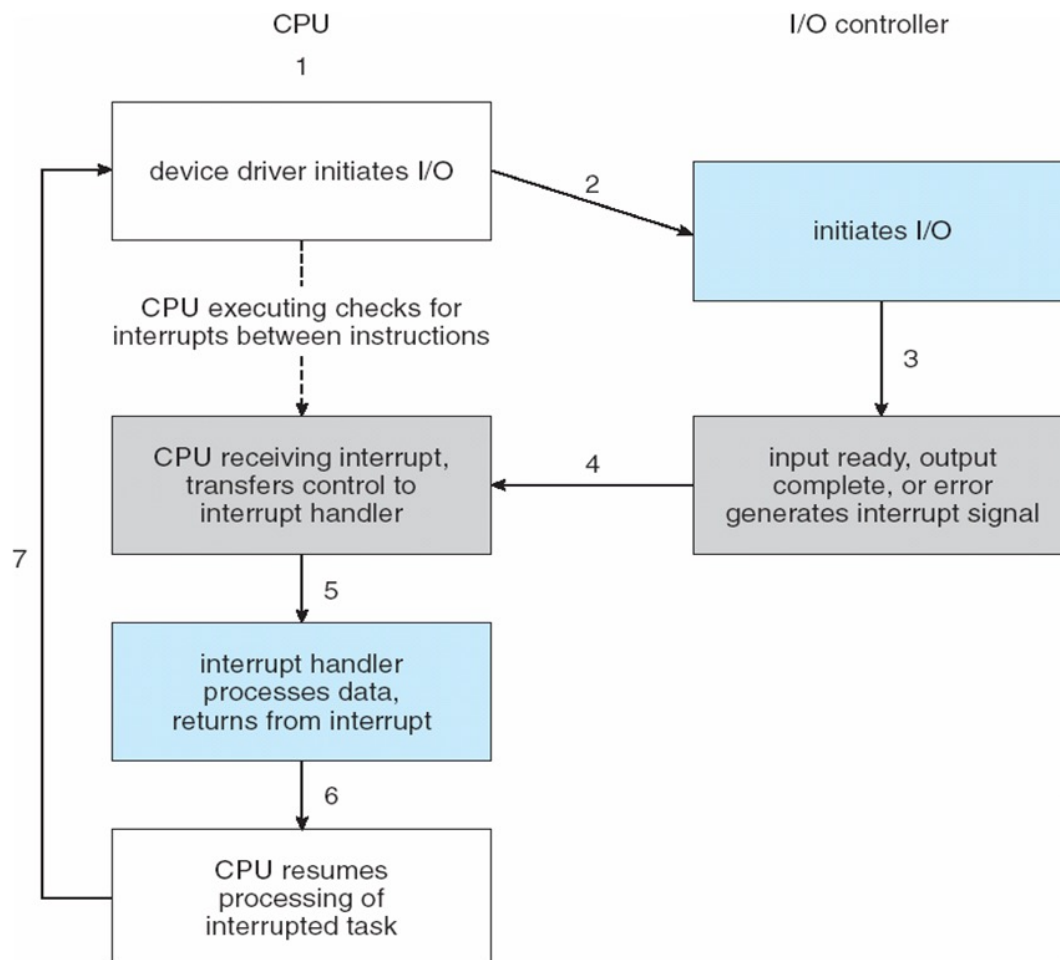 CPU
I/O controller
1
device driver initiates I/O
2
initiates I/O
CPU executing checks for
interrupts between instructions
3
CPU receiving interrupt,
transfers control to
interrupt handler
4
input ready, output
complete, or error
generates interrupt signal
5
7
interrupt handler
processes data,
returns from interrupt
6
CPU resumes
processing of
interrupted task